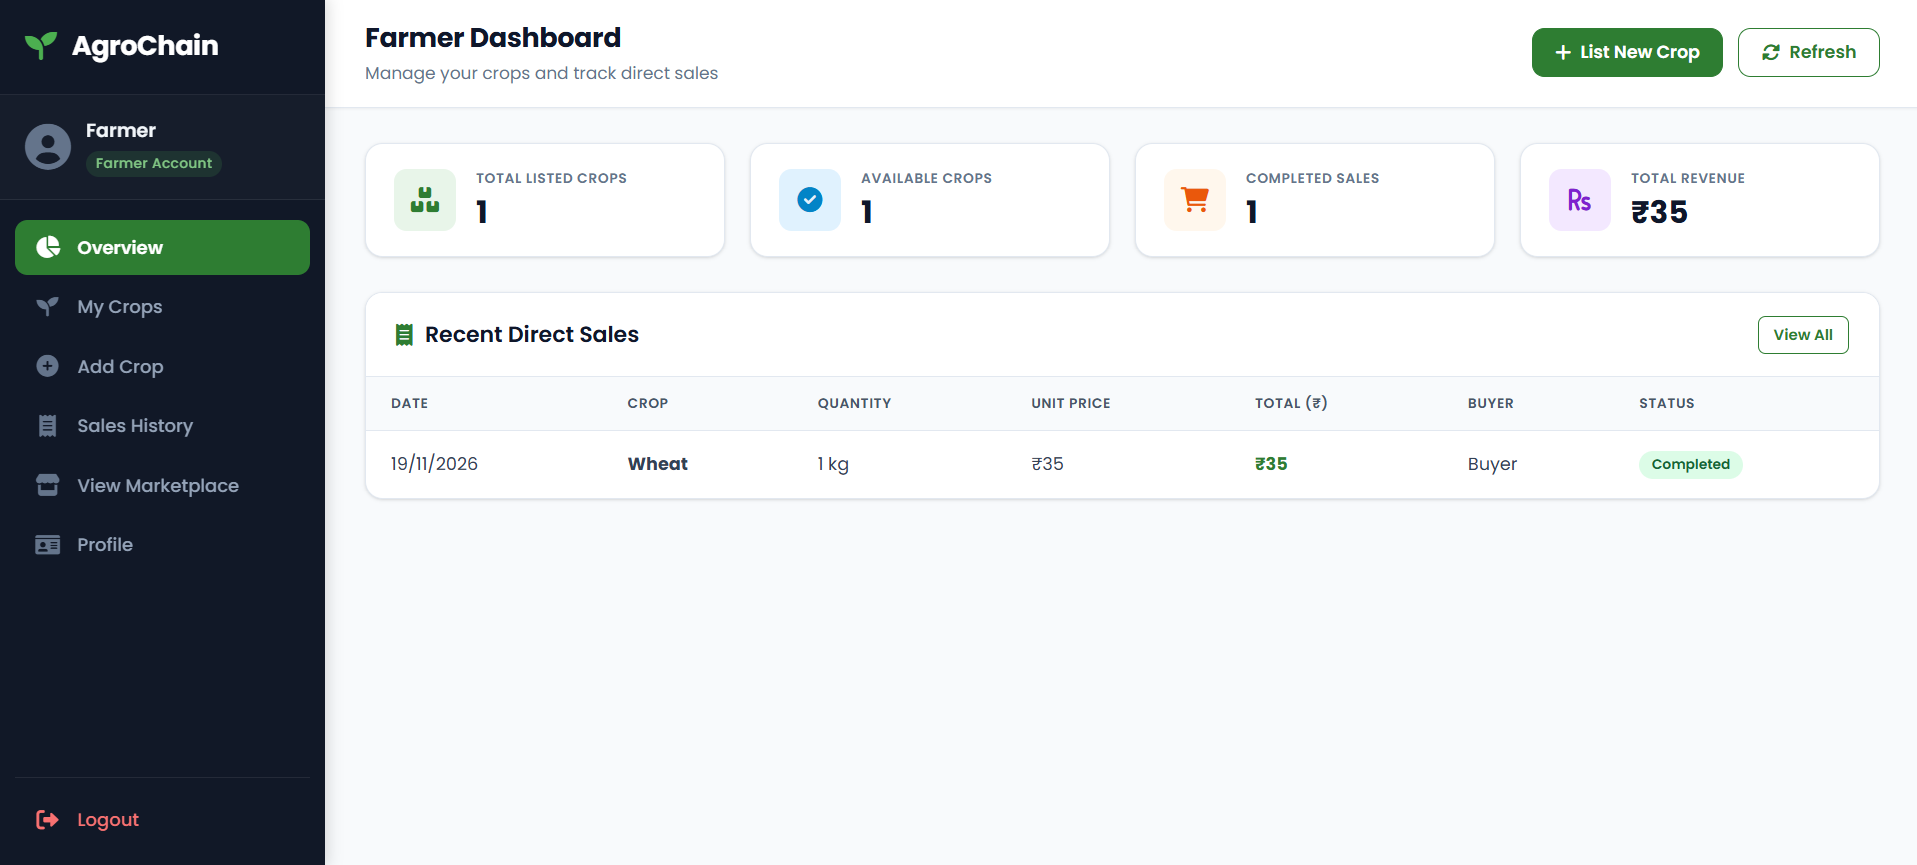 AgroChain
Farmer
Farmer Account
Overview
My Crops
Add Crop
Sales History
View Marketplace
Profile
Logout
Farmer Dashboard
Manage your crops and track direct sales
List New Crop
Refresh
TOTAL LISTED CROPS
1
AVAILABLE CROPS
1
COMPLETED SALES
1
Rs
TOTAL REVENUE
₹35
Recent Direct Sales
View All
DATE CROP QUANTITY UNIT PRICE TOTAL (₹) BUYER STATUS
19/11/2026 Wheat 1 kg ₹35 ₹35 Buyer Completed